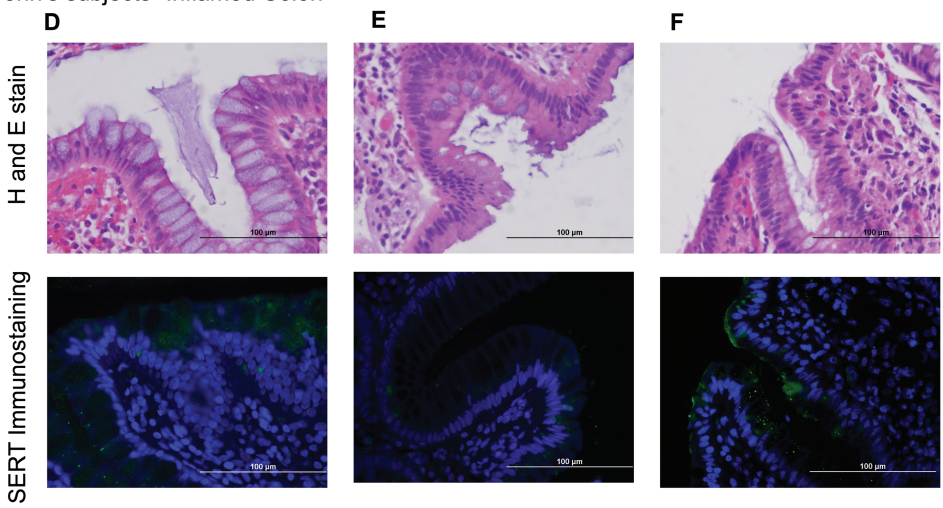 D E F
H and E stain
100 µm 100 µm 100 µm
SERT Immunostaining
100 µm 100 µm 100 µm